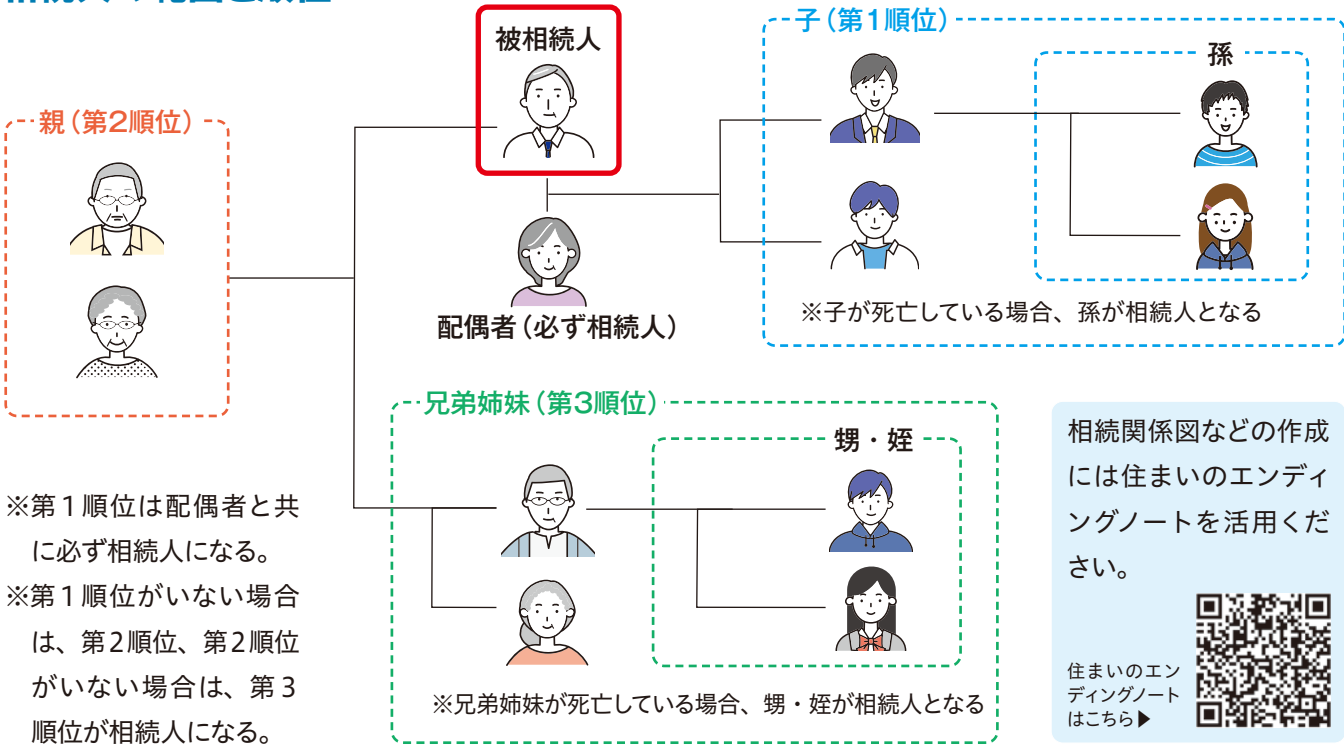 被相続人
配偶者（必ず相続人）
親（第2順位）
子（第1順位）
孫
※子が死亡している場合、孫が相続人となる
兄弟姉妹（第3順位）
甥・姪
※兄弟姉妹が死亡している場合、甥・姪が相続人となる
※第1順位は配偶者と共
に必ず相続人になる。
※第1順位がいない場合
は、第2順位、第2順位
がいない場合は、第3
順位が相続人になる。
相続関係図などの作成
には住まいのエンディ
ングノートを活用くだ
さい。
住まいのエン
ディングノート
はこちら▶